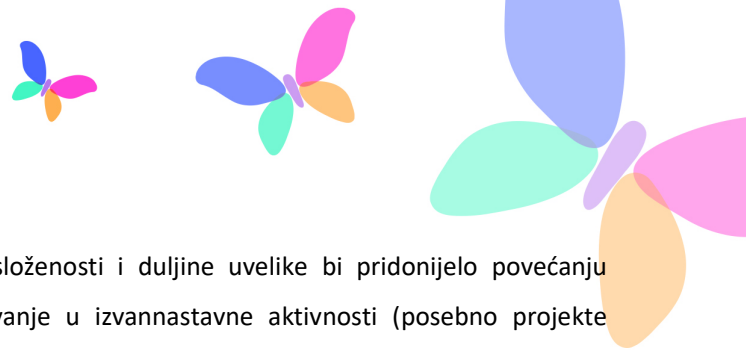 složenosti i duljine uvelike bi pridonijelo povećanju
vanje u izvannastavne aktivnosti (posebno projekte